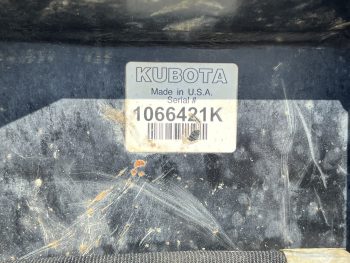 KUBOTA
Made in U.S.A.
Serial #
1066421K